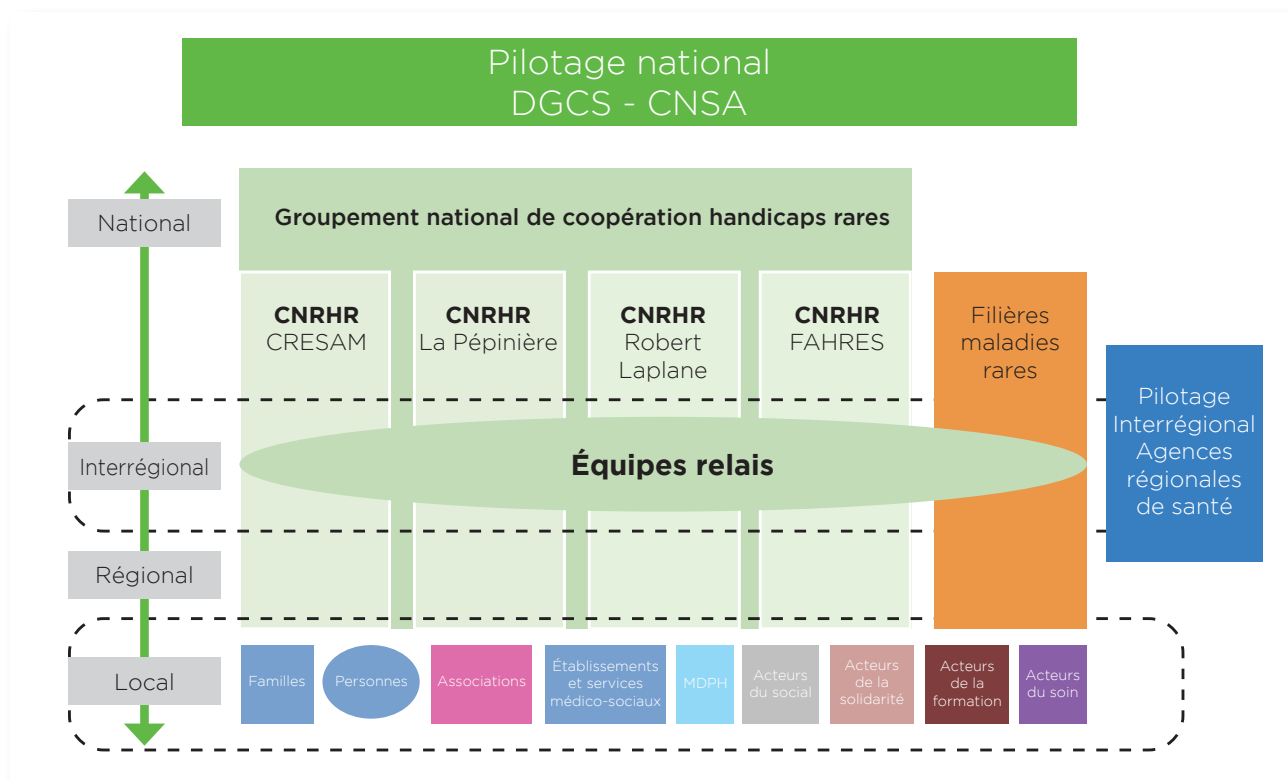 Pilotage national
DGCS - CNSA
National
Groupement national de coopération handicaps rares
CNRHR
CRESAM
CNRHR
La Pépinière
CNRHR
Robert
Laplane
CNRHR
FAHRES
Filières
maladies
rares
Pilotage
Interrégional
Agences
régionales
de santé
Interrégional
Équipes relais
Régional
Local
Familles
Personnes
Associations
Établissements
et services
médico-sociaux
MDPH
Acteurs
du social
Acteurs
de la
solidarité
Acteurs
de la
formation
Acteurs
du soin